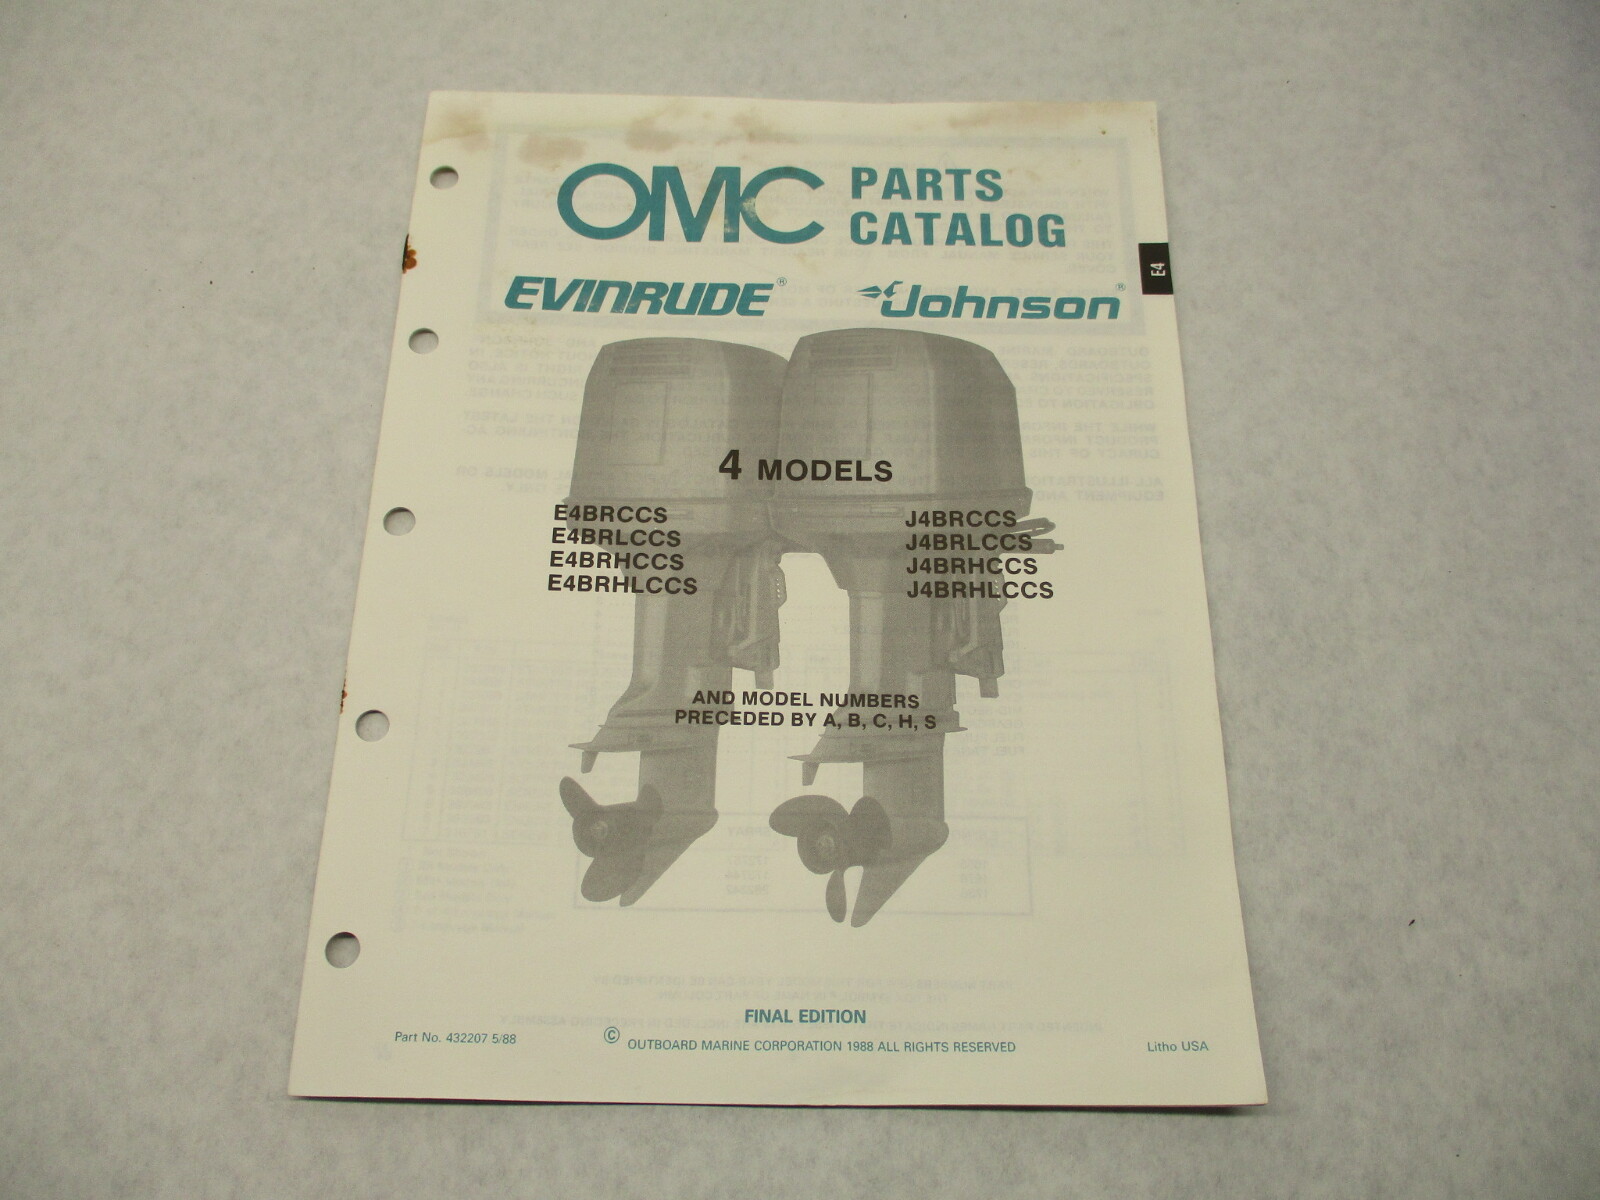 OMC PARTS
CATALOG
EVINRUDE® Johnson®
E4
4 MODELS
E4BRCCS J4BRCCS
E4BRLCCS J4BRLCCS
E4BRHCCS J4BRHCCS
E4BRHLCCS J4BRHLCCS
AND MODEL NUMBERS
PRECEDED BY A, B, C, H, S
FINAL EDITION
Part No. 432207 5/88 © OUTBOARD MARINE CORPORATION 1988 ALL RIGHTS RESERVED Litho USA